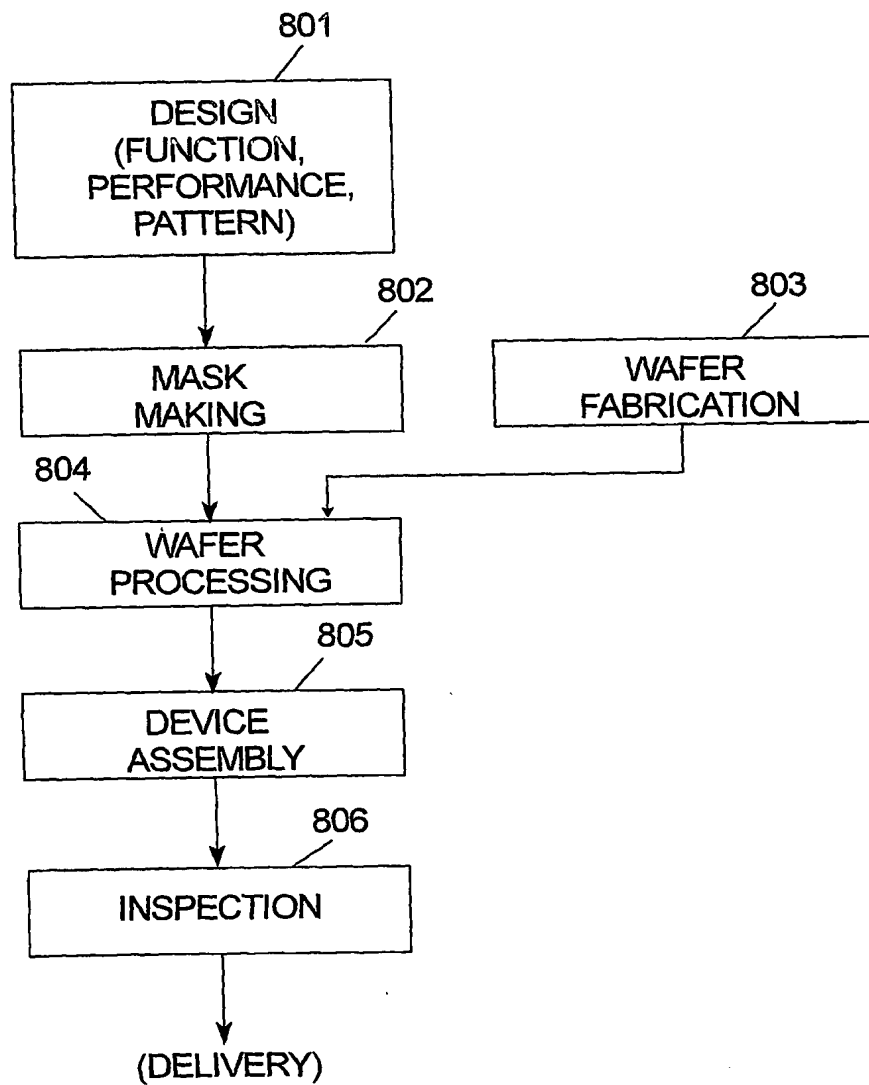 801
DESIGN
(FUNCTION,
PERFORMANCE,
PATTERN)
802
MASK
MAKING
803
WAFER
FABRICATION
804
WAFER
PROCESSING
805
DEVICE
ASSEMBLY
806
INSPECTION
(DELIVERY)